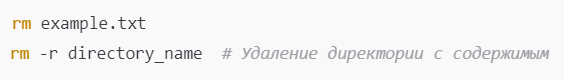 rm example.txt
rm -r directory_name  # Удаление директории с содержимым